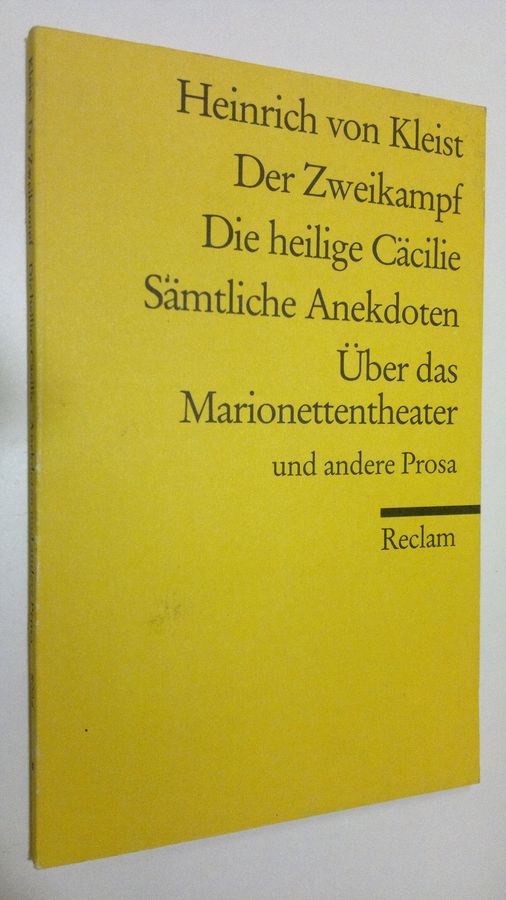 Heinrich von Kleist
Der Zweikampf
Die heilige Cäcilie
Sämtliche Anekdoten
Über das
Marionettentheater
und andere Prosa
Reclam